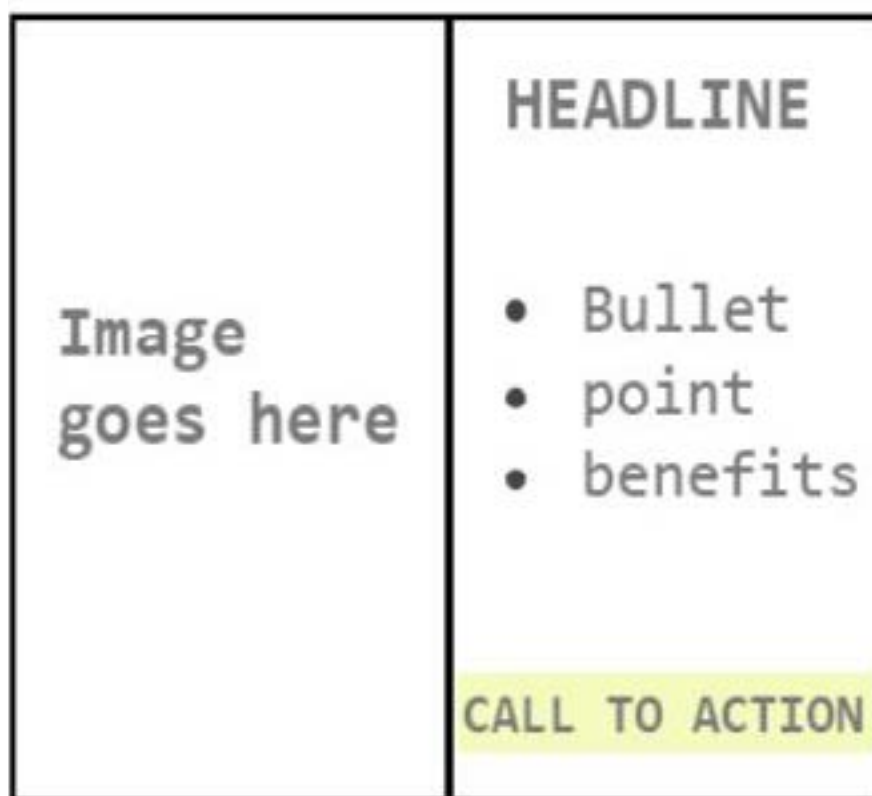 Image
goes here
HEADLINE
• Bullet
• point
• benefits
CALL TO ACTION